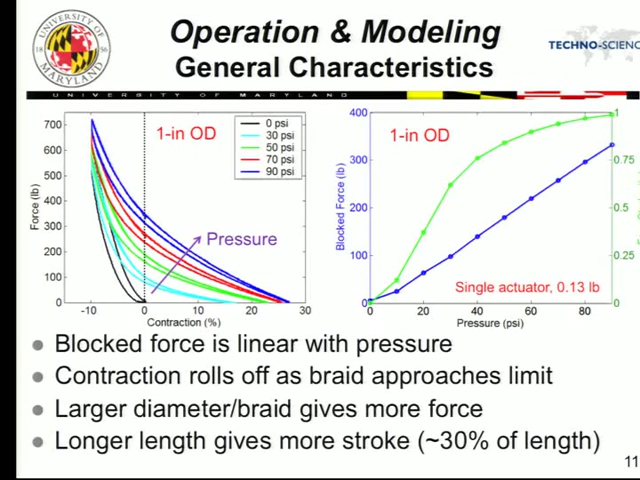 UNIVERSITY OF
18 56
MARYLAND
Operation & Modeling
General Characteristics
TECHNO-SCIENC
UNIVERSITY OF MARYLAND
700
600
500
400
300
200
100
0
Force (lb)
-10 0 10 20 30
Contraction (%)
1-in OD
0 psi
30 psi
50 psi
70 psi
90 psi
Pressure
400
300
200
100
0
Blocked Force (lb)
0 20 40 60 80
Pressure (psi)
1-in OD
Single actuator, 0.13 lb
1
0.75
0.5
0.25
0
Blocked force is linear with pressure
Contraction rolls off as braid approaches limit
Larger diameter/braid gives more force
Longer length gives more stroke (~30% of length)
11